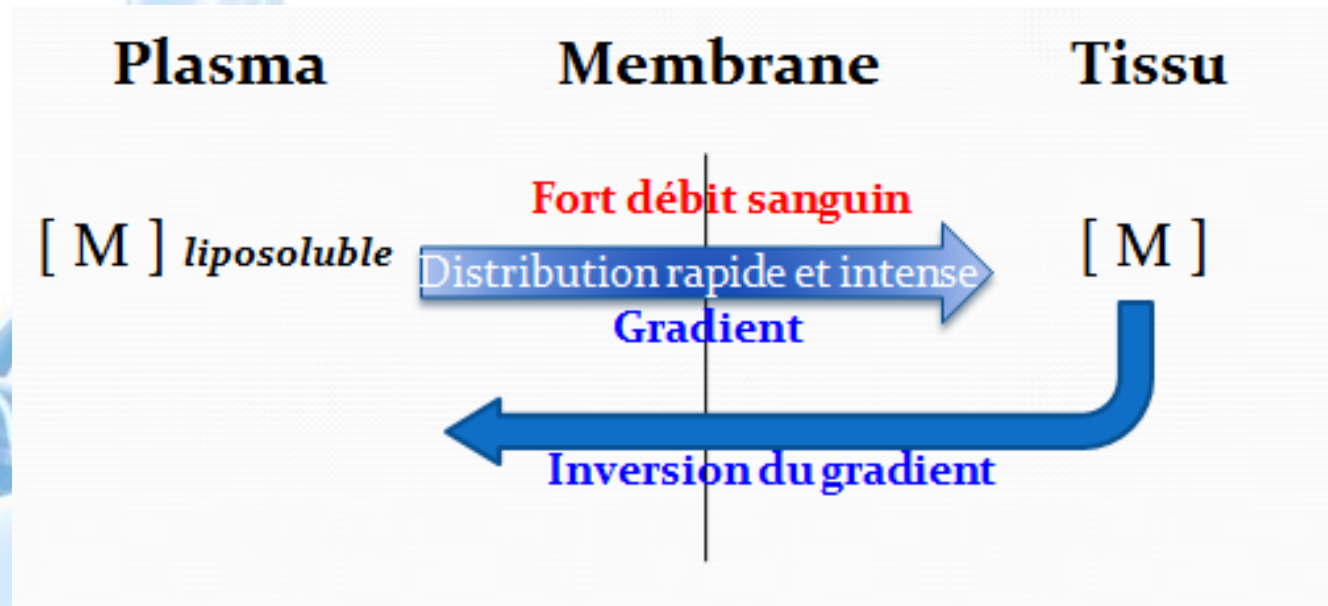 Plasma Membrane Tissu
Fort débit sanguin
[ M ] liposoluble Distribution rapide et intense [ M ]
Gradient
Inversion du gradient